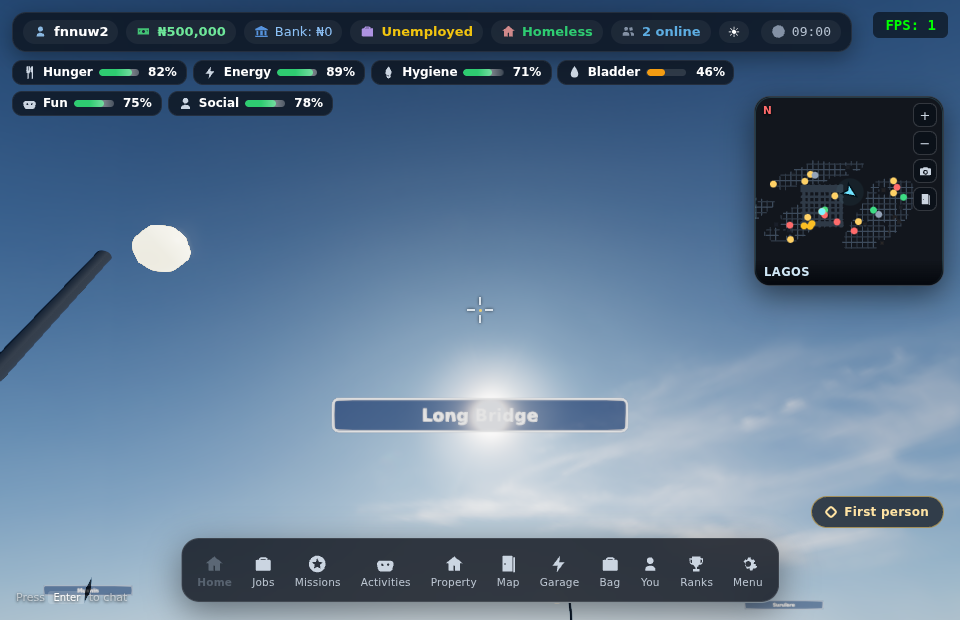 fnnuw2 ₦500,000 Bank: ₦0 Unemployed Homeless 2 online 09:00 FPS: 1
Hunger 82% Energy 89% Hygiene 71% Bladder 46%
Fun 75% Social 78%
N
+
−
LAGOS
Long Bridge
First person
Home Jobs Missions Activities Property Map Garage Bag You Ranks Menu
Press Enter to chat